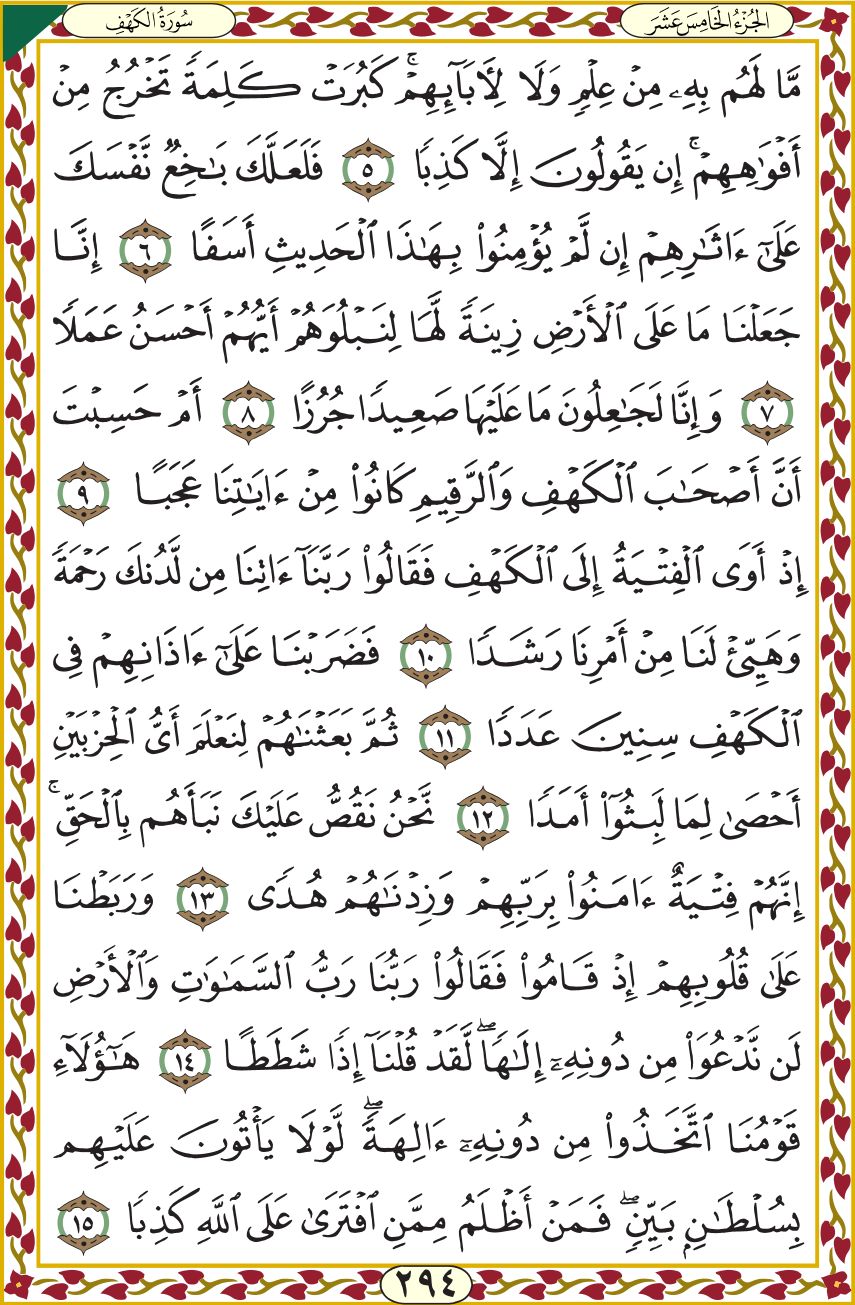 سُورَةُ الكَهْفِ
الجُزْءُ الخَامِسَ عَشَرَ
مَّا لَهُم بِهِۦ مِنْ عِلْمٍ وَلَا لِأَبَآئِهِمْ ۚ كَبُرَتْ كَلِمَةً تَخْرُجُ مِنْ
أَفْوَٰهِهِمْ ۚ إِن يَقُولُونَ إِلَّا كَذِبًا ٥ فَلَعَلَّكَ بَٰخِعٌ نَّفْسَكَ
عَلَىٰٓ ءَاثَٰرِهِمْ إِن لَّمْ يُؤْمِنُوا۟ بِهَٰذَا ٱلْحَدِيثِ أَسَفًا ٦ إِنَّا
جَعَلْنَا مَا عَلَى ٱلْأَرْضِ زِينَةً لَّهَا لِنَبْلُوَهُمْ أَيُّهُمْ أَحْسَنُ عَمَلًا
٧ وَإِنَّا لَجَٰعِلُونَ مَا عَلَيْهَا صَعِيدًا جُرُزًا ٨ أَمْ حَسِبْتَ
أَنَّ أَصْحَٰبَ ٱلْكَهْفِ وَٱلرَّقِيمِ كَانُوا۟ مِنْ ءَايَٰتِنَا عَجَبًا ٩
إِذْ أَوَى ٱلْفِتْيَةُ إِلَى ٱلْكَهْفِ فَقَالُوا۟ رَبَّنَآ ءَاتِنَا مِن لَّدُنكَ رَحْمَةً
وَهَيِّئْ لَنَا مِنْ أَمْرِنَا رَشَدًا ١٠ فَضَرَبْنَا عَلَىٰٓ ءَاذَانِهِمْ فِى
ٱلْكَهْفِ سِنِينَ عَدَدًا ١١ ثُمَّ بَعَثْنَٰهُمْ لِنَعْلَمَ أَىُّ ٱلْحِزْبَيْنِ
أَحْصَىٰ لِمَا لَبِثُوٓا۟ أَمَدًا ١٢ نَّحْنُ نَقُصُّ عَلَيْكَ نَبَأَهُم بِٱلْحَقِّ ۚ
إِنَّهُمْ فِتْيَةٌ ءَامَنُوا۟ بِرَبِّهِمْ وَزِدْنَٰهُمْ هُدًى ١٣ وَرَبَطْنَا
عَلَىٰ قُلُوبِهِمْ إِذْ قَامُوا۟ فَقَالُوا۟ رَبُّنَا رَبُّ ٱلسَّمَٰوَٰتِ وَٱلْأَرْضِ
لَن نَّدْعُوَا۟ مِن دُونِهِۦٓ إِلَٰهًا ۖ لَّقَدْ قُلْنَآ إِذًا شَطَطًا ١٤ هَٰٓؤُلَآءِ
قَوْمُنَا ٱتَّخَذُوا۟ مِن دُونِهِۦٓ ءَالِهَةً ۖ لَّوْلَا يَأْتُونَ عَلَيْهِم
بِسُلْطَٰنٍۭ بَيِّنٍ ۖ فَمَنْ أَظْلَمُ مِمَّنِ ٱفْتَرَىٰ عَلَى ٱللَّهِ كَذِبًا ١٥
٢٩٤